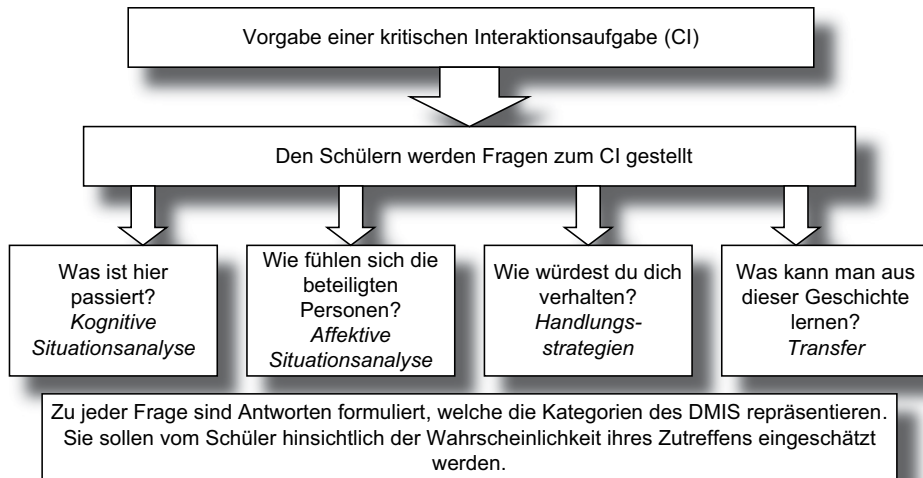 Vorgabe einer kritischen Interaktionsaufgabe (CI)
Den Schülern werden Fragen zum CI gestellt
Was ist hier
passiert?
Kognitive
Situationsanalyse
Wie fühlen sich die
beteiligten
Personen?
Affektive
Situationsanalyse
Wie würdest du dich
verhalten?
Handlungs-
strategien
Was kann man aus
dieser Geschichte
lernen?
Transfer
Zu jeder Frage sind Antworten formuliert, welche die Kategorien des DMIS repräsentieren.
Sie sollen vom Schüler hinsichtlich der Wahrscheinlichkeit ihres Zutreffens eingeschätzt
werden.